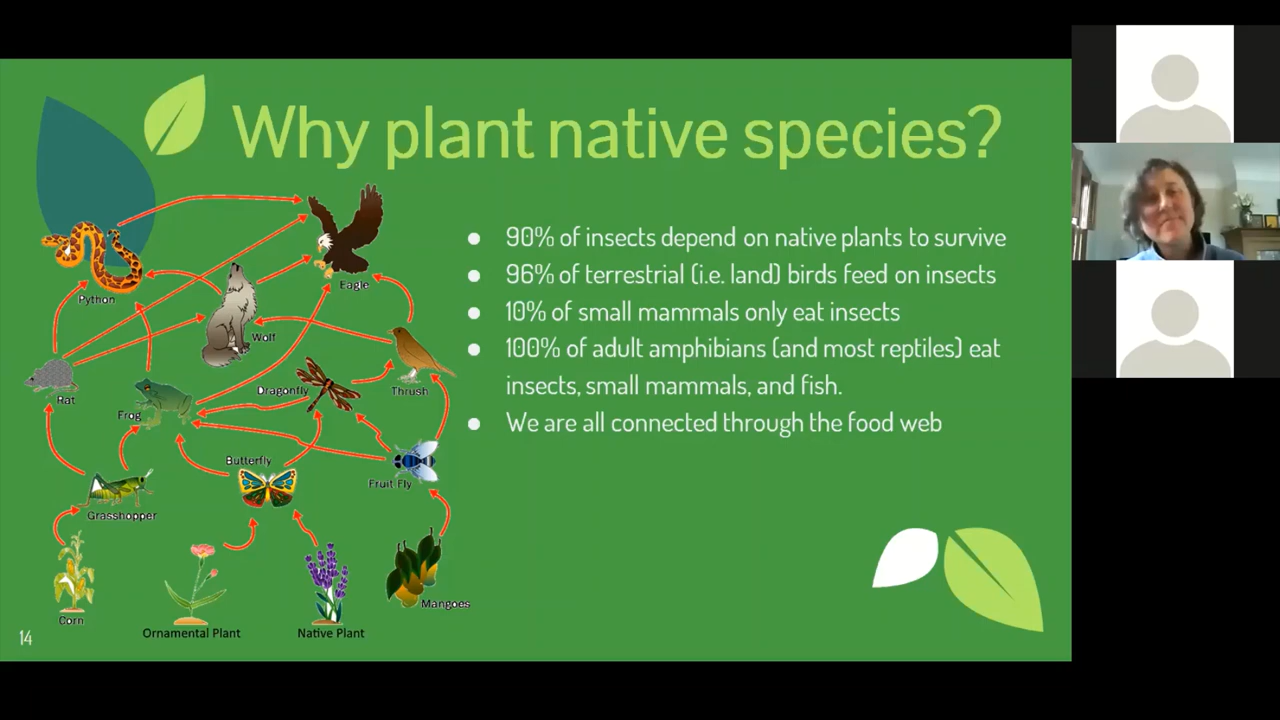 Why plant native species?
90% of insects depend on native plants to survive
96% of terrestrial (i.e. land) birds feed on insects
10% of small mammals only eat insects
100% of adult amphibians (and most reptiles) eat
insects, small mammals, and fish.
We are all connected through the food web
Eagle
Python
Wolf
Rat
Frog
Dragonfly
Thrush
Butterfly
Fruit Fly
Grasshopper
Corn
Ornamental Plant
Native Plant
Mangoes
14